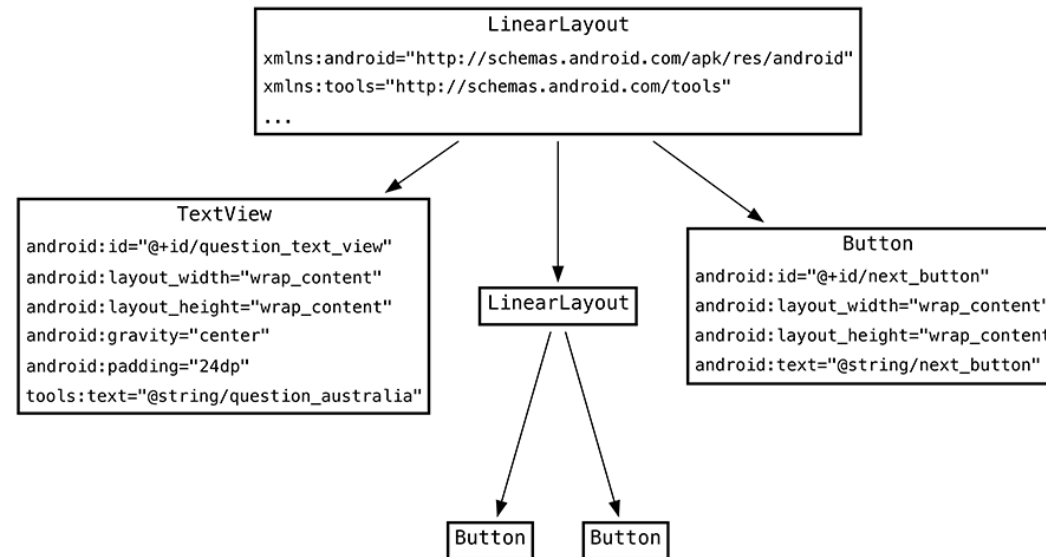 LinearLayout
xmlns:android="http://schemas.android.com/apk/res/android"
xmlns:tools="http://schemas.android.com/tools"
...
TextView
android:id="@+id/question_text_view"
android:layout_width="wrap_content"
android:layout_height="wrap_content"
android:gravity="center"
android:padding="24dp"
tools:text="@string/question_australia"
LinearLayout
Button
android:id="@+id/next_button"
android:layout_width="wrap_content"
android:layout_height="wrap_content
android:text="@string/next_button"
Button
Button